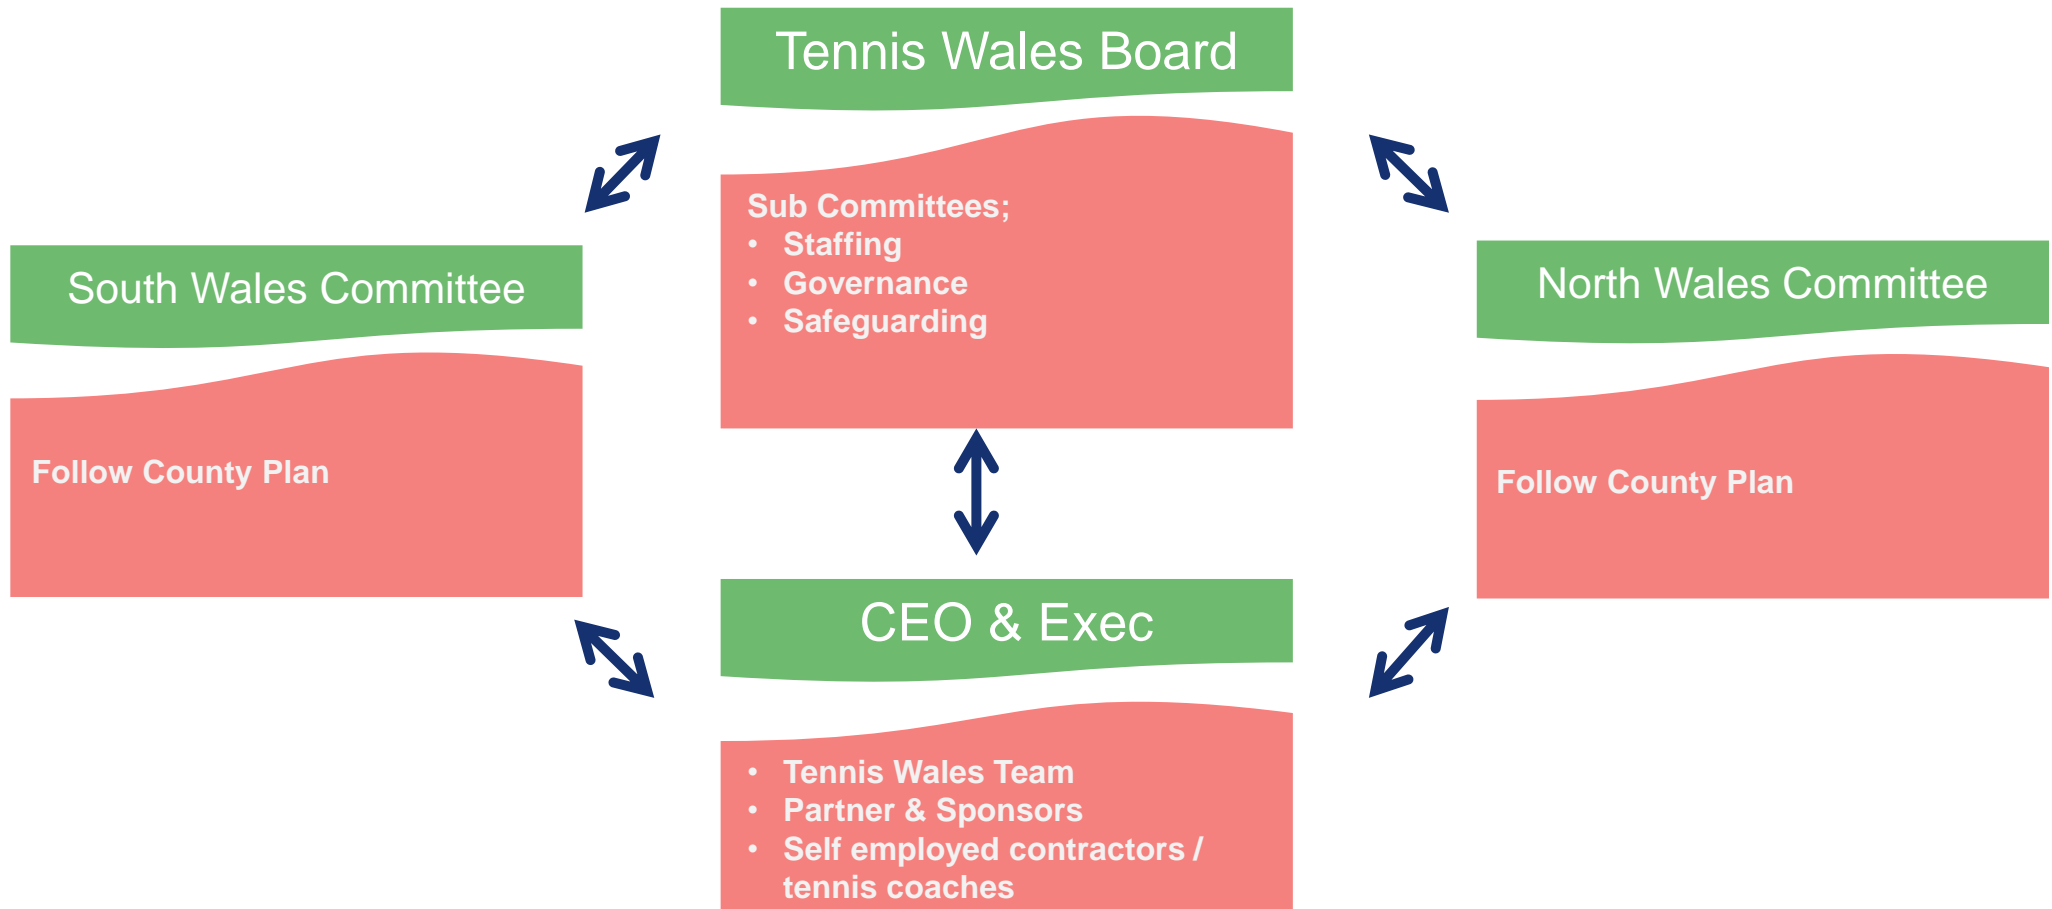 Tennis Wales Board
Sub Committees;
• Staffing
• Governance
• Safeguarding
South Wales Committee
Follow County Plan
North Wales Committee
Follow County Plan
CEO & Exec
• Tennis Wales Team
• Partner & Sponsors
• Self employed contractors /
tennis coaches